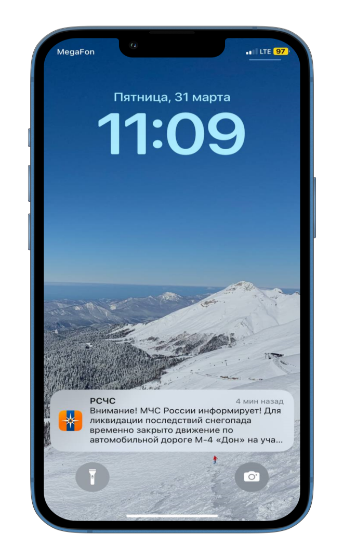 MegaFon
LTE 97
Пятница, 31 марта
11:09
РСЧС 4 мин назад
Внимание! МЧС России информирует! Для
ликвидации последствий снегопада
временно закрыто движение по
автомобильной дороге М-4 «Дон» на уча...